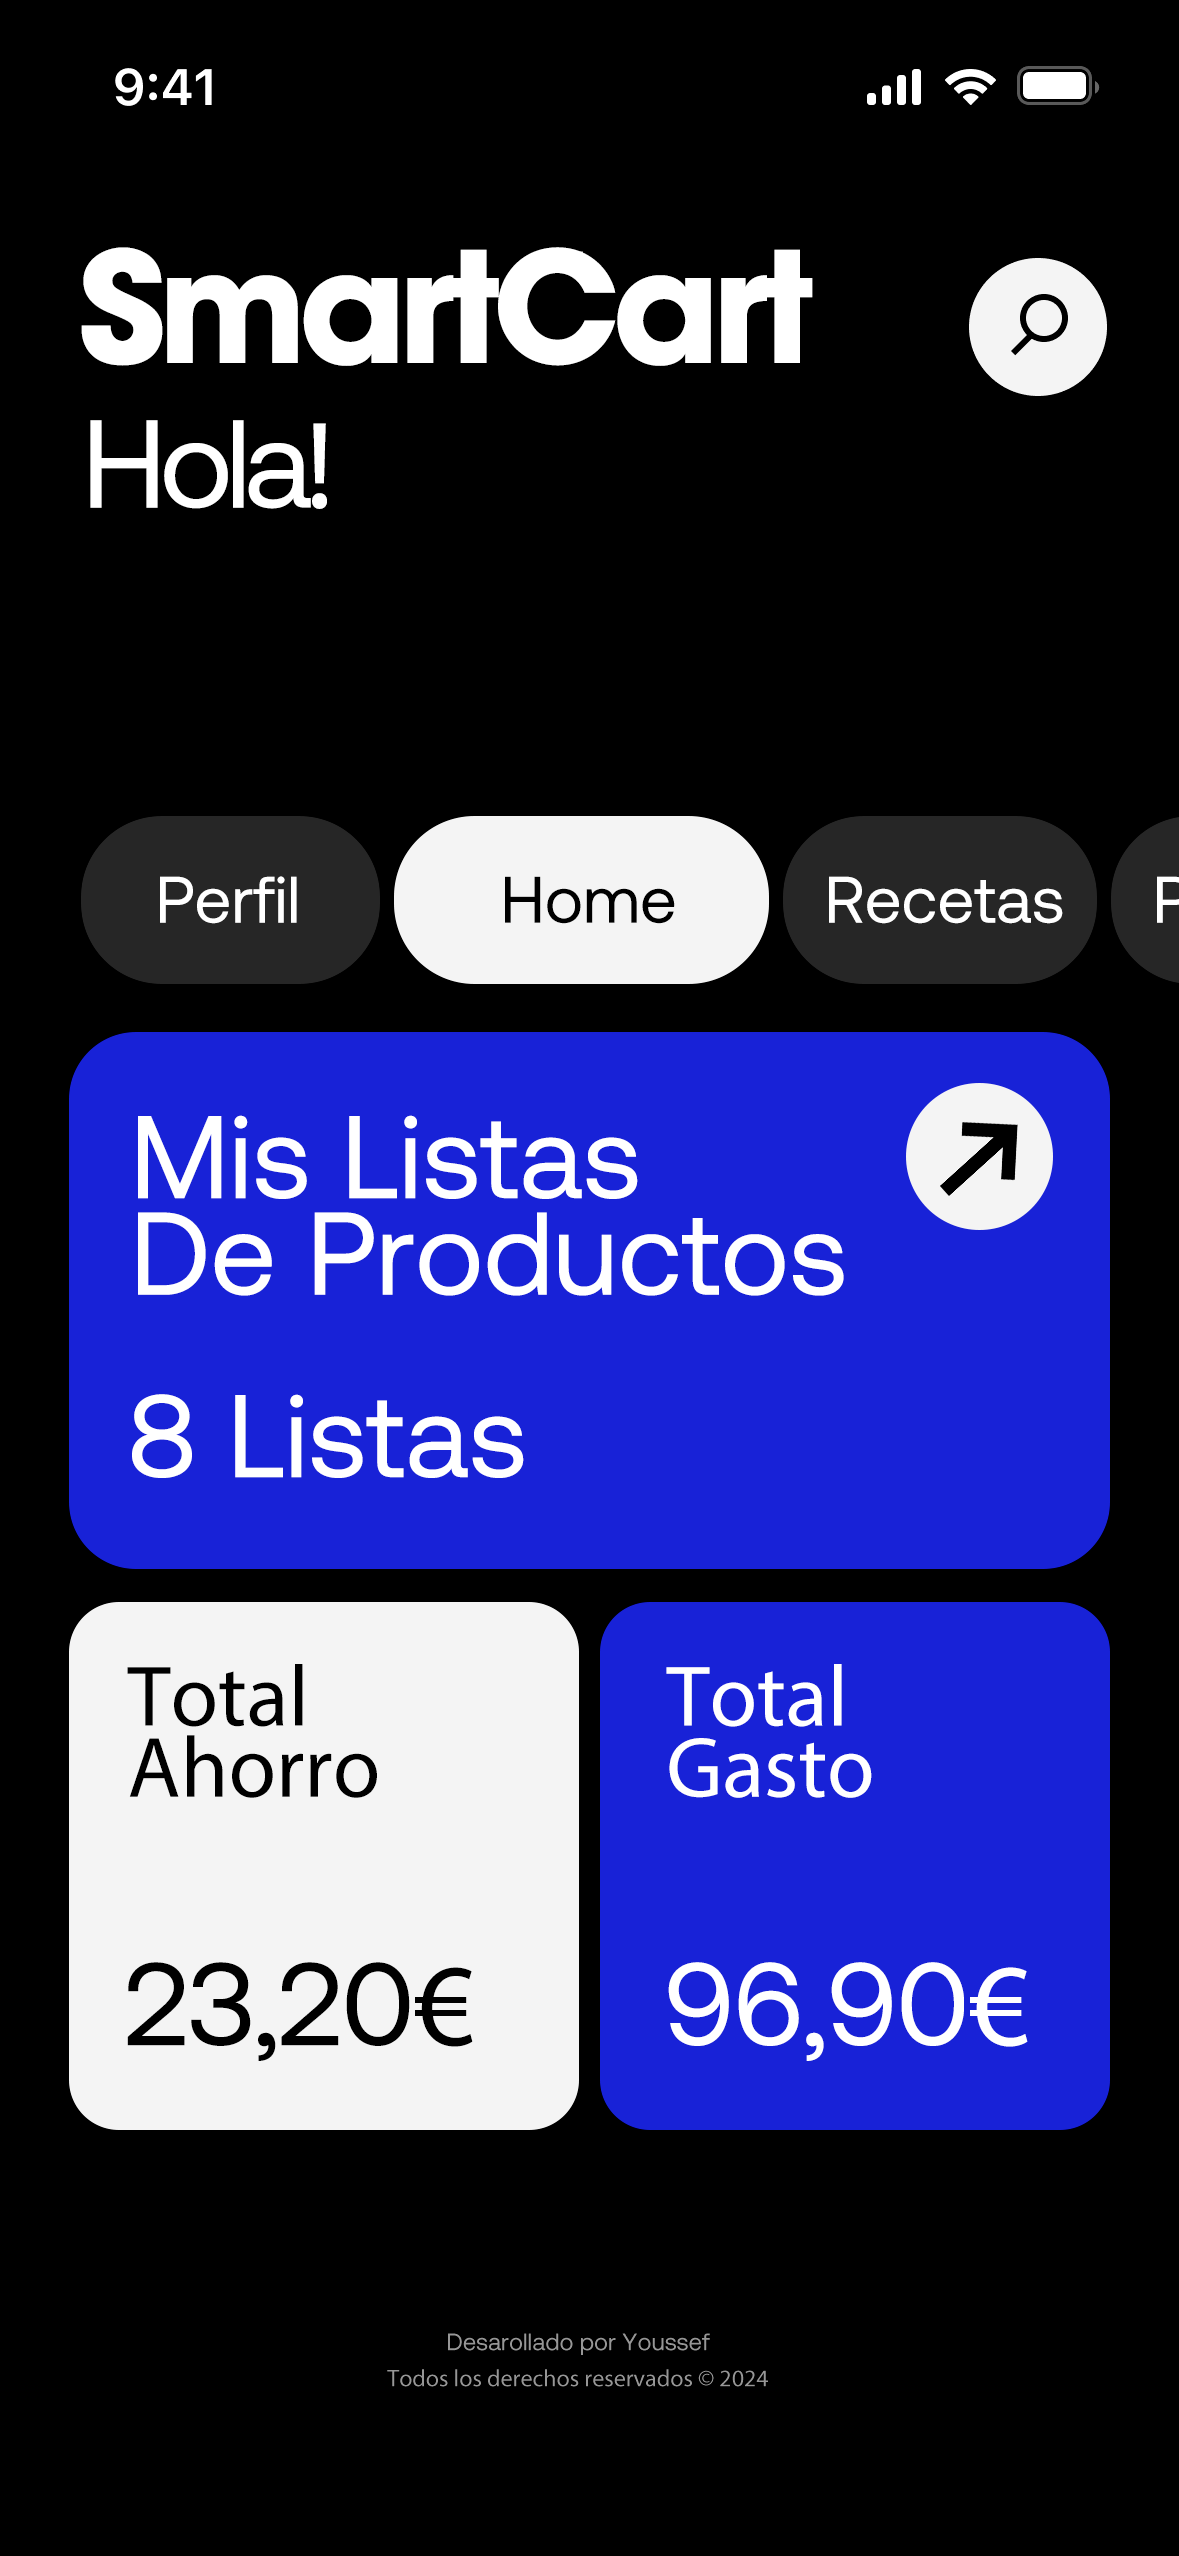 9:41
SmartCart
Hola!
Perfil
Home
Recetas
P
Mis Listas
De Productos
8 Listas
Total
Ahorro
23,20€
Total
Gasto
96,90€
Desarollado por Youssef
Todos los derechos reservados © 2024